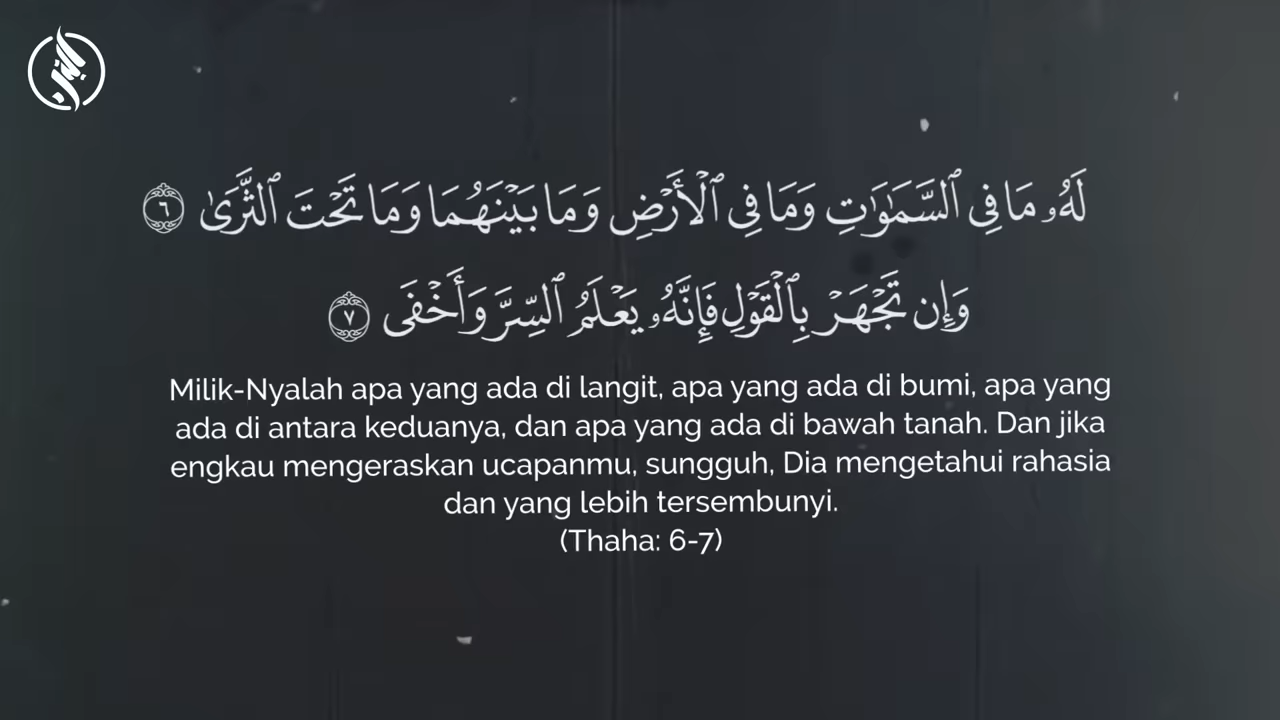 لَهُۥ مَا فِى ٱلسَّمَٰوَٰتِ وَمَا فِى ٱلْأَرْضِ وَمَا بَيْنَهُمَا وَمَا تَحْتَ ٱلثَّرَىٰ ٦
وَإِن تَجْهَرْ بِٱلْقَوْلِ فَإِنَّهُۥ يَعْلَمُ ٱلسِّرَّ وَأَخْفَى ٧
Milik-Nyalah apa yang ada di langit, apa yang ada di bumi, apa yang
ada di antara keduanya, dan apa yang ada di bawah tanah. Dan jika
engkau mengeraskan ucapanmu, sungguh, Dia mengetahui rahasia
dan yang lebih tersembunyi.
(Thaha: 6-7)